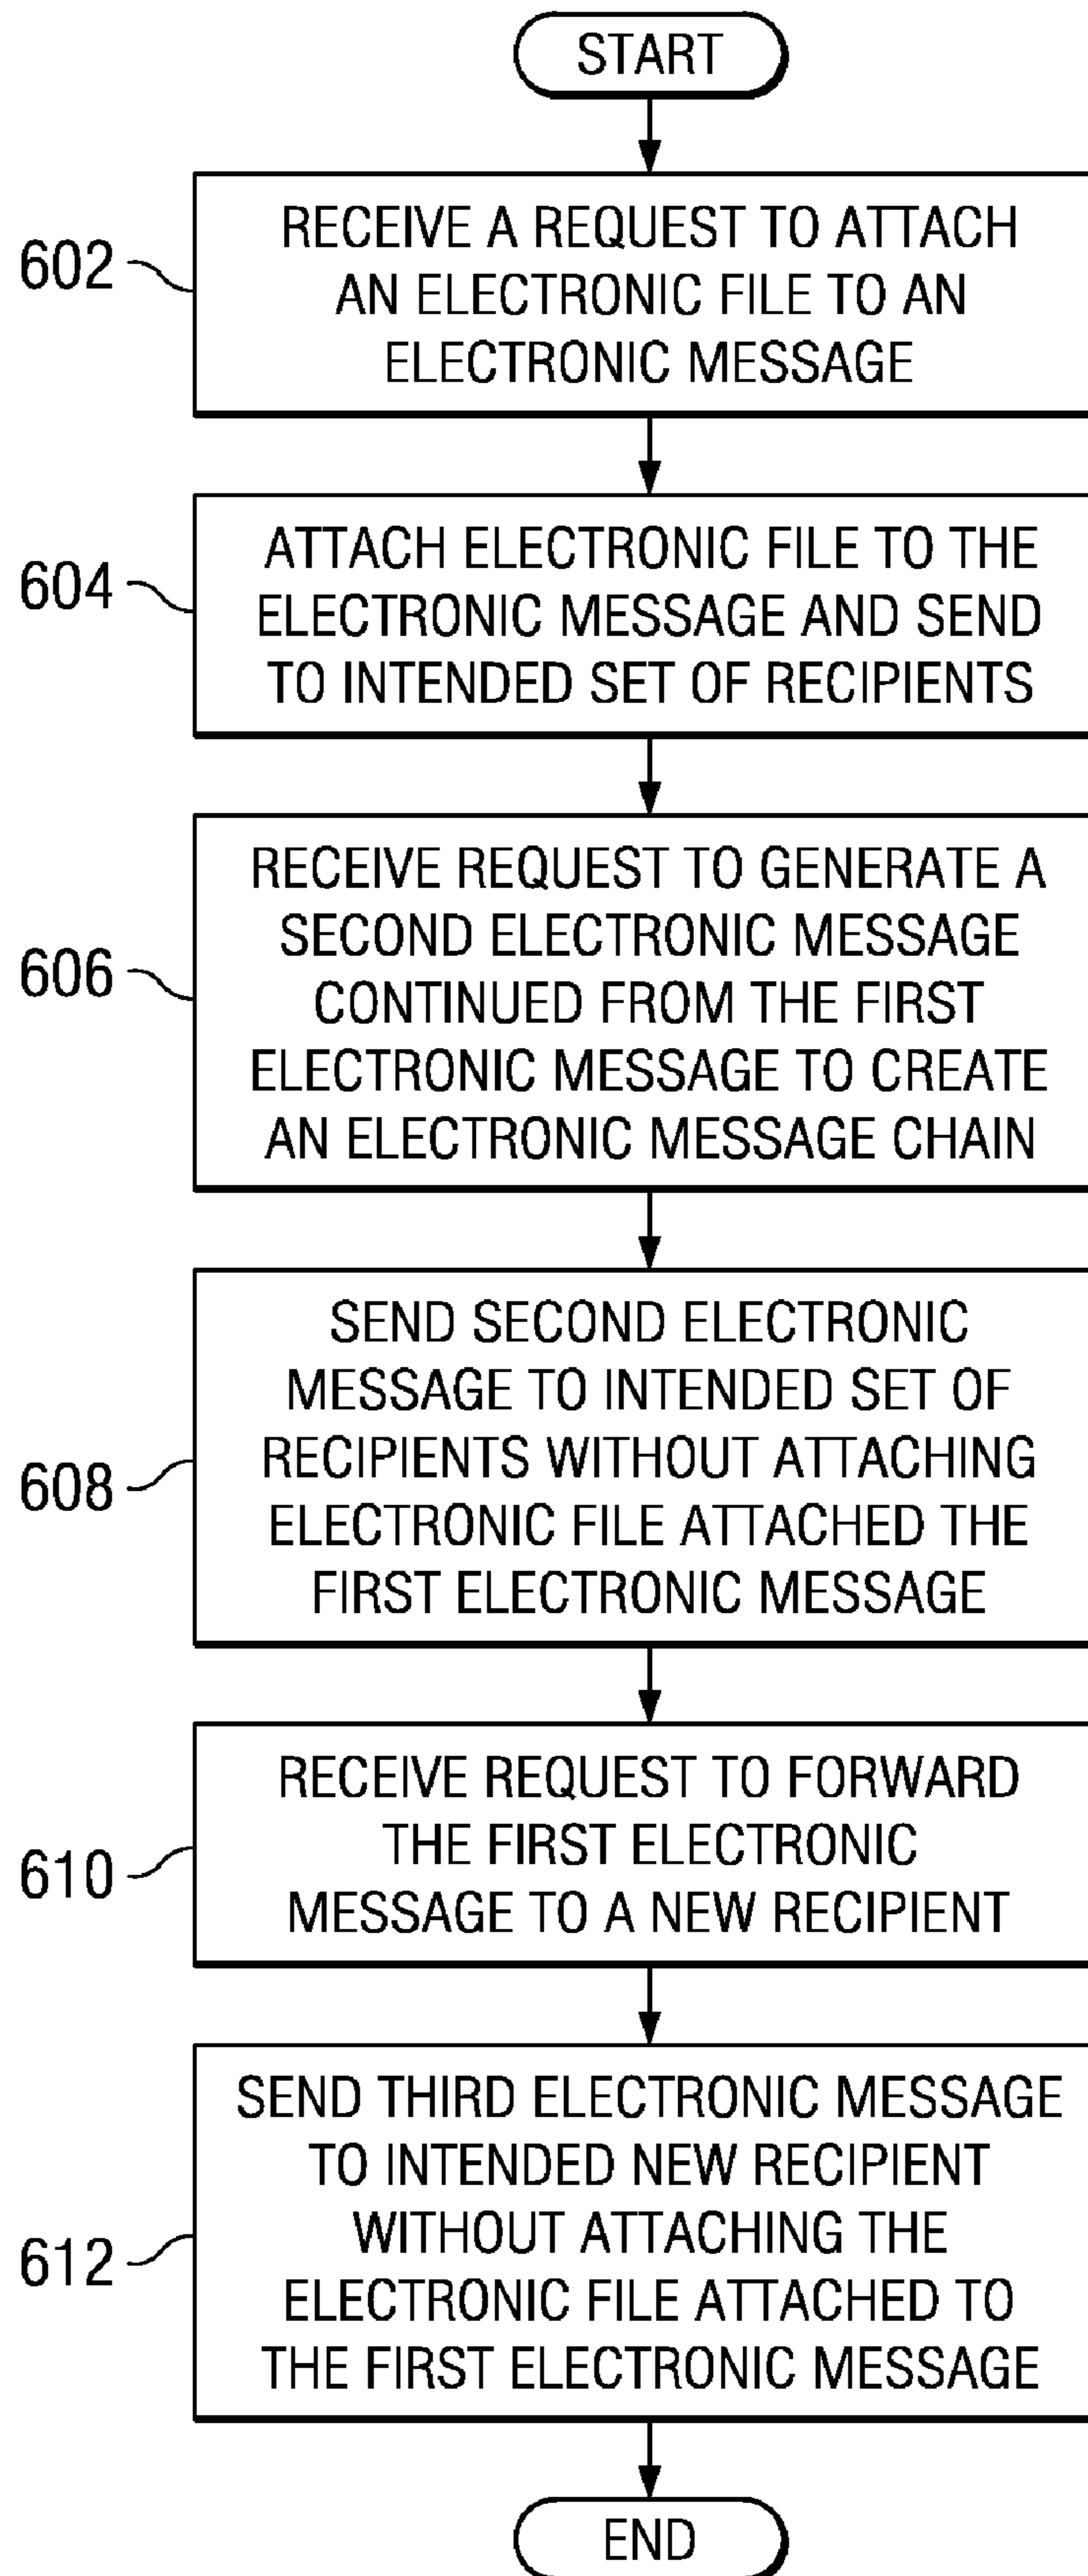 START
602
RECEIVE A REQUEST TO ATTACH
AN ELECTRONIC FILE TO AN
ELECTRONIC MESSAGE
604
ATTACH ELECTRONIC FILE TO THE
ELECTRONIC MESSAGE AND SEND
TO INTENDED SET OF RECIPIENTS
606
RECEIVE REQUEST TO GENERATE A
SECOND ELECTRONIC MESSAGE
CONTINUED FROM THE FIRST
ELECTRONIC MESSAGE TO CREATE
AN ELECTRONIC MESSAGE CHAIN
608
SEND SECOND ELECTRONIC
MESSAGE TO INTENDED SET OF
RECIPIENTS WITHOUT ATTACHING
ELECTRONIC FILE ATTACHED THE
FIRST ELECTRONIC MESSAGE
610
RECEIVE REQUEST TO FORWARD
THE FIRST ELECTRONIC
MESSAGE TO A NEW RECIPIENT
612
SEND THIRD ELECTRONIC MESSAGE
TO INTENDED NEW RECIPIENT
WITHOUT ATTACHING THE
ELECTRONIC FILE ATTACHED TO
THE FIRST ELECTRONIC MESSAGE
END